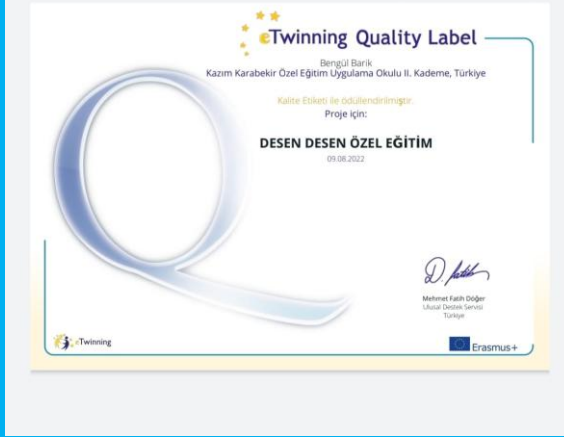 eTwinning Quality Label
Bengül Barik
Kazım Karabekir Özel Eğitim Uygulama Okulu II. Kademe, Türkiye
Kalite Etiketi ile ödüllendirilmiştir.
Proje için:
DESEN DESEN ÖZEL EĞİTİM
09.08.2022
D. fatih
Mehmet Fatih Döğer
Ulusal Destek Servisi
Türkiye
eTwinning
Erasmus+